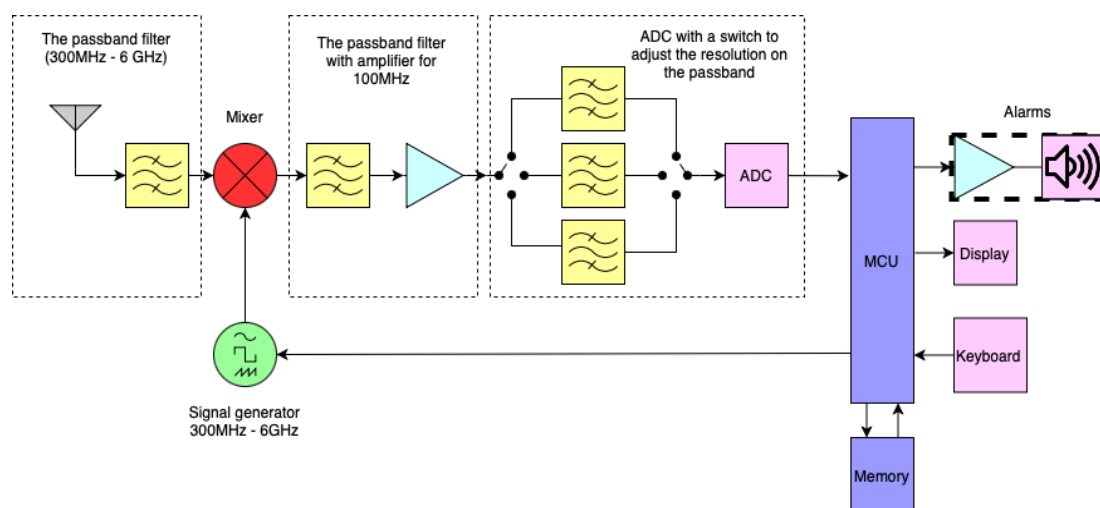 The passband filter
(300MHz - 6 GHz)
Mixer
The passband filter
with amplifier for
100MHz
ADC with a switch to
adjust the resolution on
the passband
Alarms
ADC
MCU
Display
Keyboard
Signal generator
300MHz - 6GHz
Memory